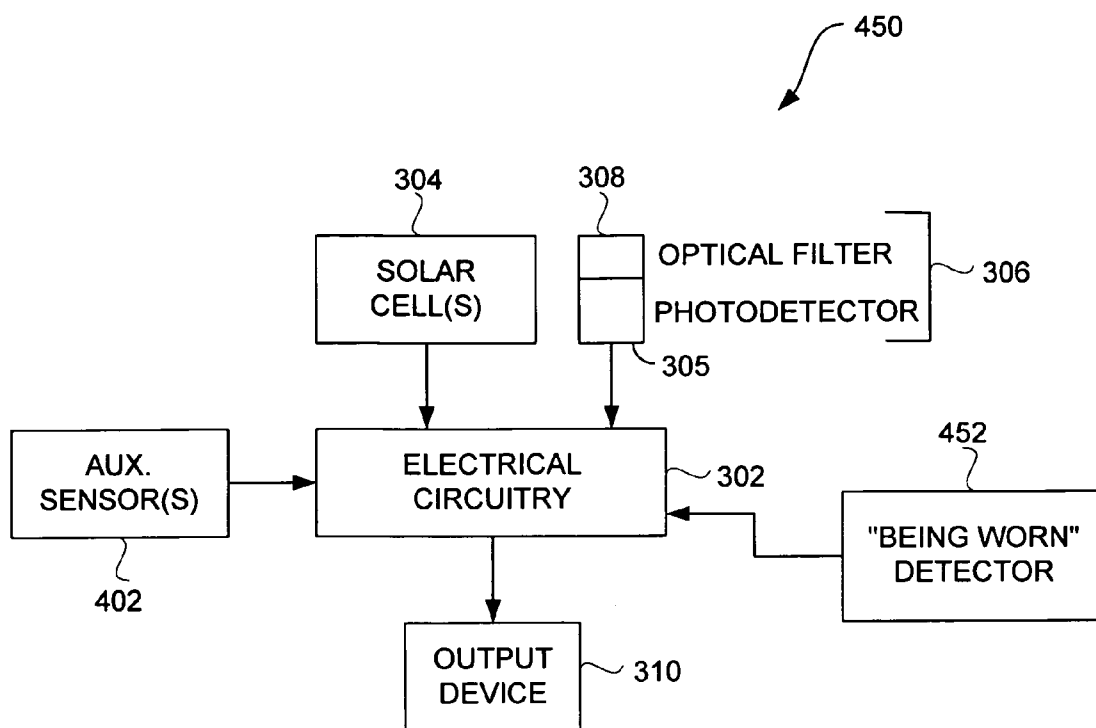 450
304
308
SOLAR
CELL(S)
OPTICAL FILTER
PHOTODETECTOR
306
305
AUX.
SENSOR(S)
402
ELECTRICAL
CIRCUITRY
302
452
"BEING WORN"
DETECTOR
OUTPUT
DEVICE
310